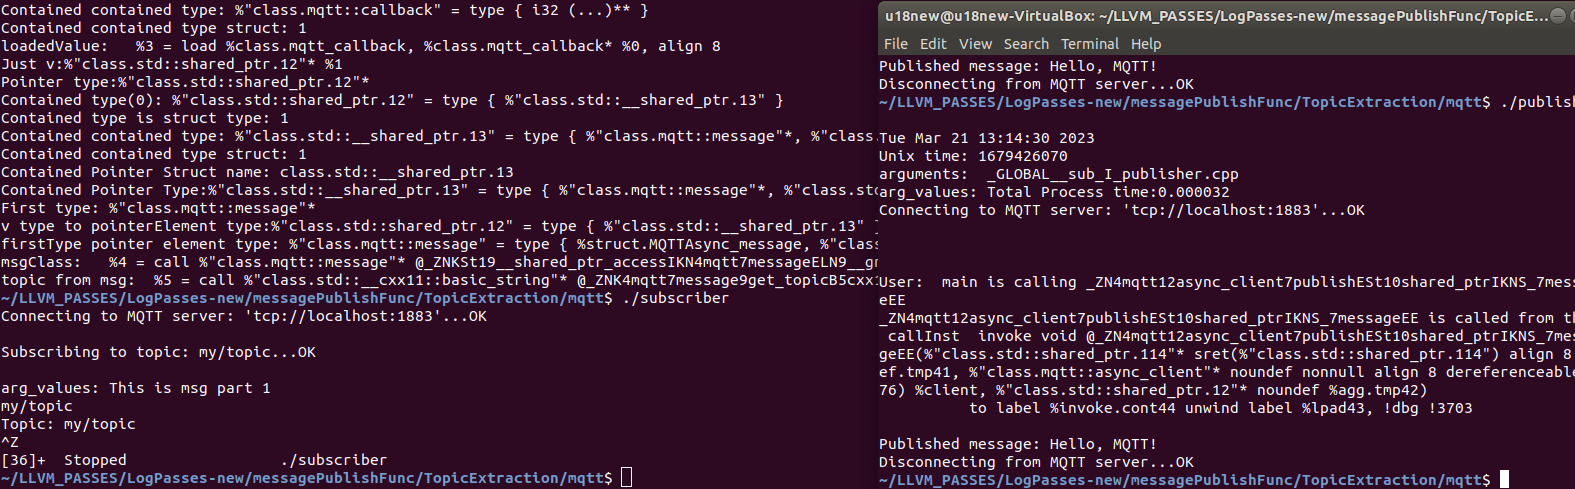 Contained contained type: %"class.mqtt::callback" = type { i32 (...)** }
Contained contained type struct: 1
loadedValue:   %3 = load %class.mqtt_callback, %class.mqtt_callback* %0, align 8
Just v:%"class.std::shared_ptr.12"* %1
Pointer type:%"class.std::shared_ptr.12"*
Contained type(0): %"class.std::shared_ptr.12" = type { %"class.std::__shared_ptr.13" }
Contained type is struct type: 1
Contained contained type: %"class.std::__shared_ptr.13" = type { %"class.mqtt::message"*, %"class.
Contained contained type struct: 1
Contained Pointer Struct name: class.std::__shared_ptr.13
Contained Pointer Type:%"class.std::__shared_ptr.13" = type { %"class.mqtt::message"*, %"class.std
First type: %"class.mqtt::message"*
v type to pointerElement type:%"class.std::shared_ptr.12" = type { %"class.std::__shared_ptr.13" }
firstType pointer element type: %"class.mqtt::message" = type { %struct.MQTTAsync_message, %"class
msgClass:   %4 = call %"class.mqtt::message"* @_ZNKSt19__shared_ptr_accessIKN4mqtt7messageELN9__g
topic from msg:  %5 = call %"class.std::__cxx11::basic_string"* @_ZNK4mqtt7message9get_topicB5cxx1
~/LLVM_PASSES/LogPasses-new/messagePublishFunc/TopicExtraction/mqtt$ ./subscriber
Connecting to MQTT server: 'tcp://localhost:1883'...OK

Subscribing to topic: my/topic...OK

arg_values: This is msg part 1
my/topic
Topic: my/topic
^Z
[36]+  Stopped                 ./subscriber
~/LLVM_PASSES/LogPasses-new/messagePublishFunc/TopicExtraction/mqtt$
u18new@u18new-VirtualBox: ~/LLVM_PASSES/LogPasses-new/messagePublishFunc/TopicE...
File Edit View Search Terminal Help
Published message: Hello, MQTT!
Disconnecting from MQTT server...OK
~/LLVM_PASSES/LogPasses-new/messagePublishFunc/TopicExtraction/mqtt$ ./publish

Tue Mar 21 13:14:30 2023
Unix time: 1679426070
arguments:  _GLOBAL__sub_I_publisher.cpp
arg_values: Total Process time:0.000032
Connecting to MQTT server: 'tcp://localhost:1883'...OK

User:  main is calling _ZN4mqtt12async_client7publishESt10shared_ptrIKNS_7mess
eEE
_ZN4mqtt12async_client7publishESt10shared_ptrIKNS_7messageEE is called from th
 callInst  invoke void @_ZN4mqtt12async_client7publishESt10shared_ptrIKNS_7mes
geEE(%"class.std::shared_ptr.114"* sret(%"class.std::shared_ptr.114") align 8
ef.tmp41, %"class.mqtt::async_client"* noundef nonnull align 8 dereferenceable
76) %client, %"class.std::shared_ptr.12"* noundef %agg.tmp42)
          to label %invoke.cont44 unwind label %lpad43, !dbg !3703

Published message: Hello, MQTT!
Disconnecting from MQTT server...OK
~/LLVM_PASSES/LogPasses-new/messagePublishFunc/TopicExtraction/mqtt$